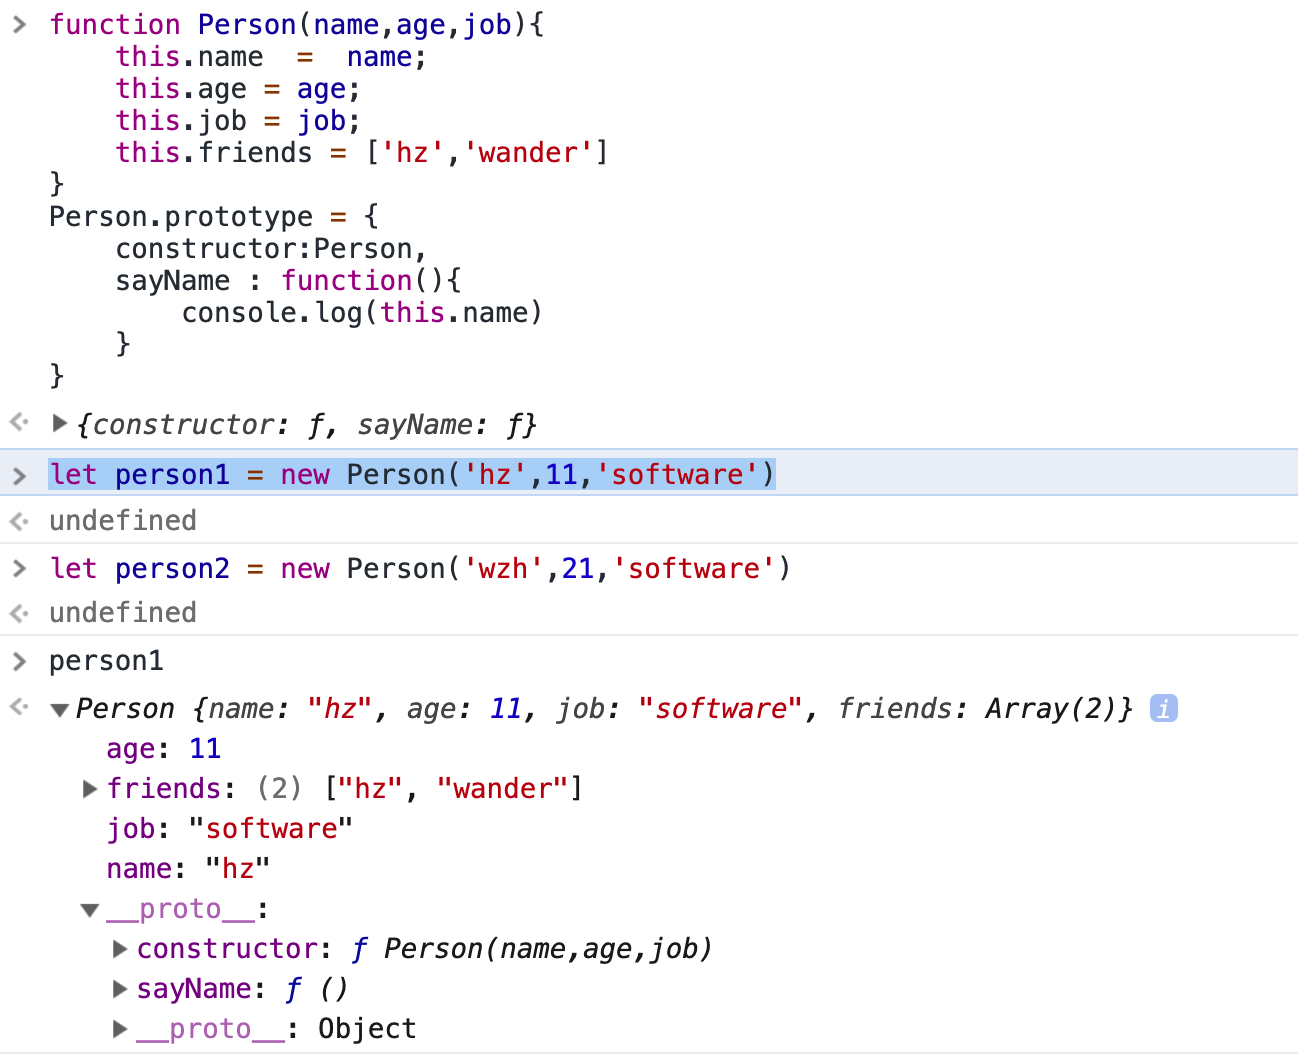 > function Person(name,age,job){
    this.name  =  name;
    this.age = age;
    this.job = job;
    this.friends = ['hz','wander']
}
Person.prototype = {
    constructor:Person,
    sayName : function(){
        console.log(this.name)
    }
}
{constructor: ƒ, sayName: ƒ}
> let person1 = new Person('hz',11,'software')
undefined
> let person2 = new Person('wzh',21,'software')
undefined
> person1
Person {name: "hz", age: 11, job: "software", friends: Array(2)} i
age: 11
friends: (2) ["hz", "wander"]
job: "software"
name: "hz"
__proto__:
constructor: ƒ Person(name,age,job)
sayName: ƒ ()
__proto__: Object